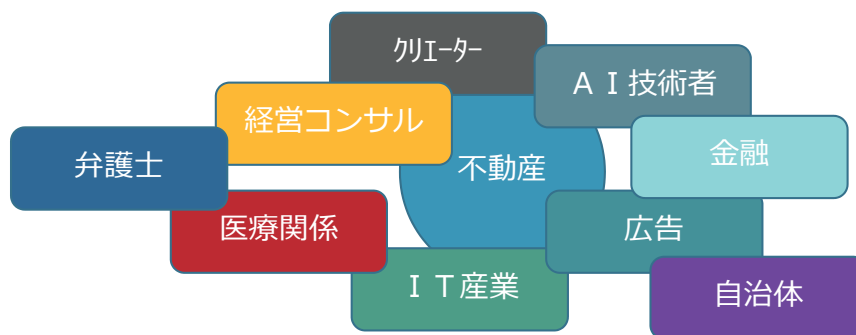 ｸﾘｴｰﾀｰ
ＡＩ技術者
経営コンサル
金融
弁護士
不動産
医療関係
広告
ＩＴ産業
自治体